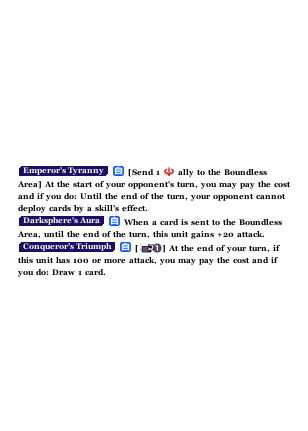 Emperor's Tyranny [Send 1 ally to the Boundless
Area] At the start of your opponent's turn, you may pay the cost
and if you do: Until the end of the turn, your opponent cannot
deploy cards by a skill's effect.
Darksphere's Aura When a card is sent to the Boundless
Area, until the end of the turn, this unit gains +20 attack.
Conqueror's Triumph [1] At the end of your turn, if
this unit has 100 or more attack, you may pay the cost and if
you do: Draw 1 card.